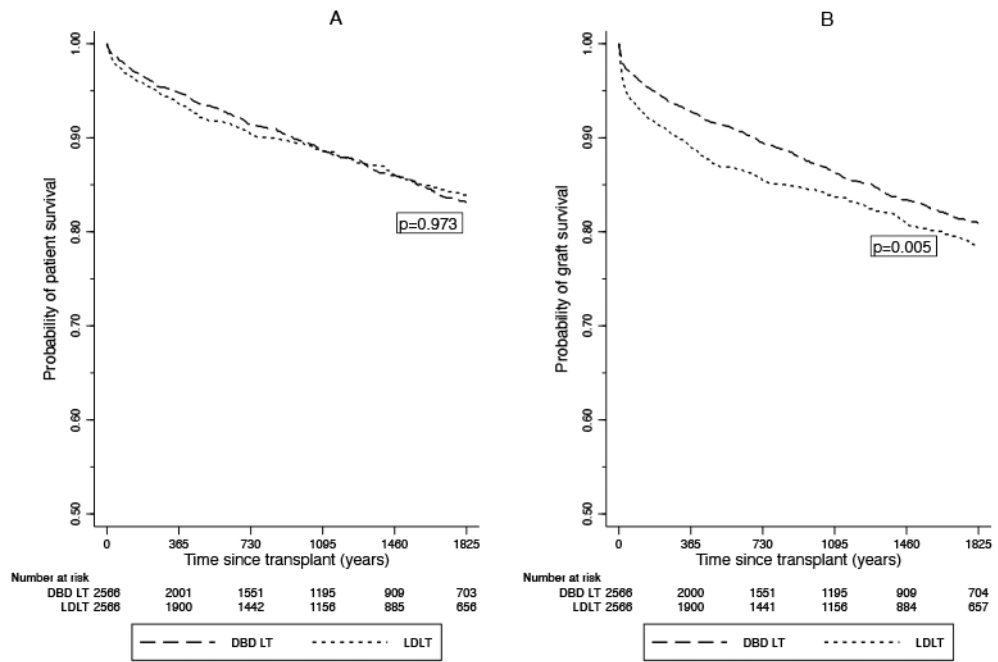 A
Probability of patient survival
1.00
0.90
0.80
0.70
0.60
0.50
p=0.973
0 365 730 1095 1460 1825
Time since transplant (years)
Number at risk
DBD LT 2566 2001 1551 1195 909 703
LDLT 2566 1900 1442 1156 885 656
DBD LT LDLT
B
Probability of graft survival
1.00
0.90
0.80
0.70
0.60
0.50
p=0.005
0 365 730 1095 1460 1825
Time since transplant (years)
Number at risk
DBD LT 2566 2000 1551 1195 909 704
LDLT 2566 1900 1441 1156 884 657
DBD LT LDLT